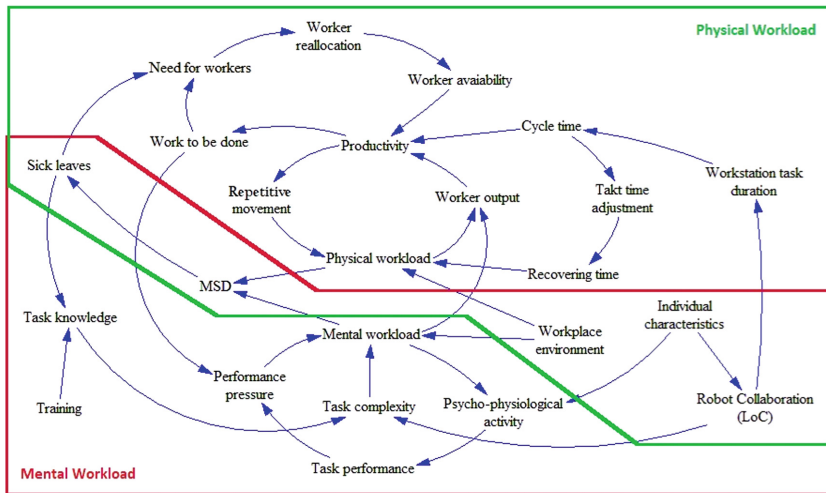 Worker
reallocation
Physical Workload
Need for workers
Worker avaiability
Cycle time
Work to be done
Productivity
Sick leaves
Workstation task
duration
Repetitive
movement
Worker output
Takt time
adjustment
Physical workload
Recovering time
MSD
Task knowledge
Individual
characteristics
Mental workload
Workplace
environment
Performance
pressure
Training
Task complexity
Psycho-physiological
activity
Robot Collaboration
(LoC)
Task performance
Mental Workload